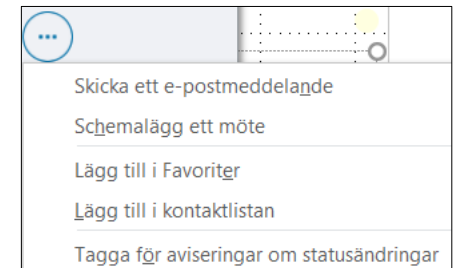 Skicka ett e-postmeddelande
Schemalägg ett möte
Lägg till i Favoriter
Lägg till i kontaktlistan
Tagga för aviseringar om statusändringar